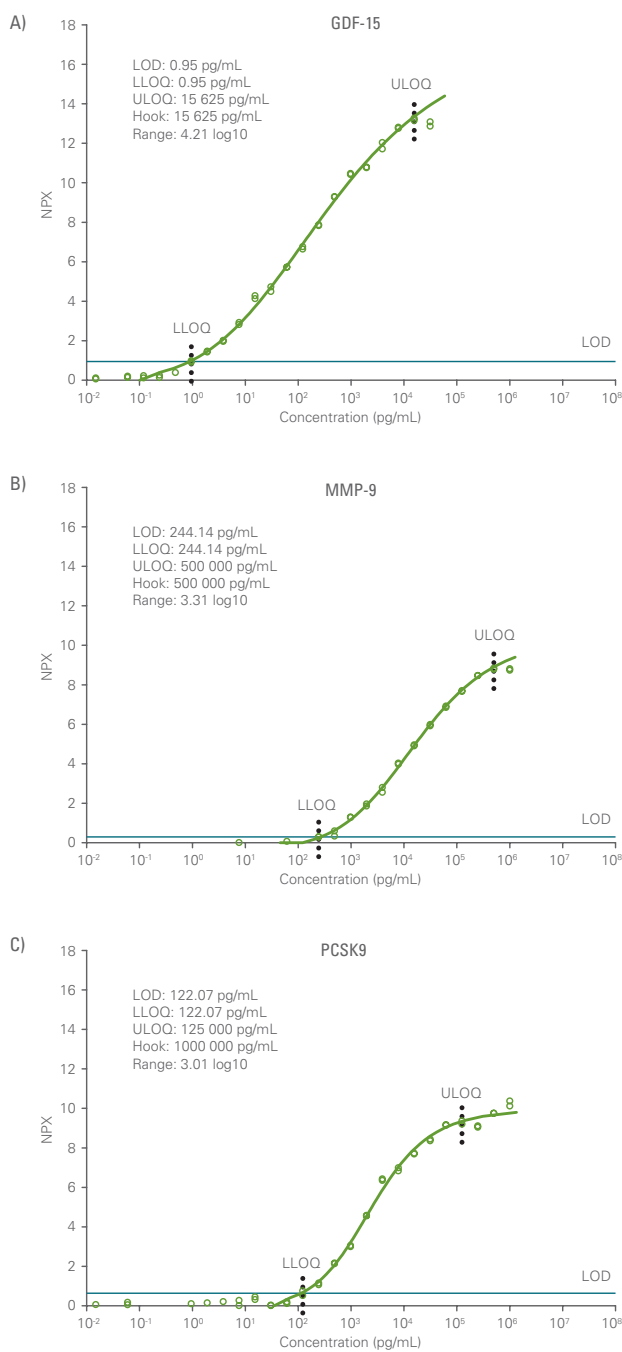 A)
GDF-15
18
16
14
12
10
8
6
4
2
0
NPX
LOD: 0.95 pg/mL
LLOQ: 0.95 pg/mL
ULOQ: 15 625 pg/mL
Hook: 15 625 pg/mL
Range: 4.21 log10
ULOQ
LLOQ
LOD
10⁻² 10⁻¹ 10⁰ 10¹ 10² 10³ 10⁴ 10⁵ 10⁶ 10⁷ 10⁸
Concentration (pg/mL)
B)
MMP-9
18
16
14
12
10
8
6
4
2
0
NPX
LOD: 244.14 pg/mL
LLOQ: 244.14 pg/mL
ULOQ: 500 000 pg/mL
Hook: 500 000 pg/mL
Range: 3.31 log10
ULOQ
LLOQ
LOD
10⁻² 10⁻¹ 10⁰ 10¹ 10² 10³ 10⁴ 10⁵ 10⁶ 10⁷ 10⁸
Concentration (pg/mL)
C)
PCSK9
18
16
14
12
10
8
6
4
2
0
NPX
LOD: 122.07 pg/mL
LLOQ: 122.07 pg/mL
ULOQ: 125 000 pg/mL
Hook: 1000 000 pg/mL
Range: 3.01 log10
ULOQ
LLOQ
LOD
10⁻² 10⁻¹ 10⁰ 10¹ 10² 10³ 10⁴ 10⁵ 10⁶ 10⁷ 10⁸
Concentration (pg/mL)